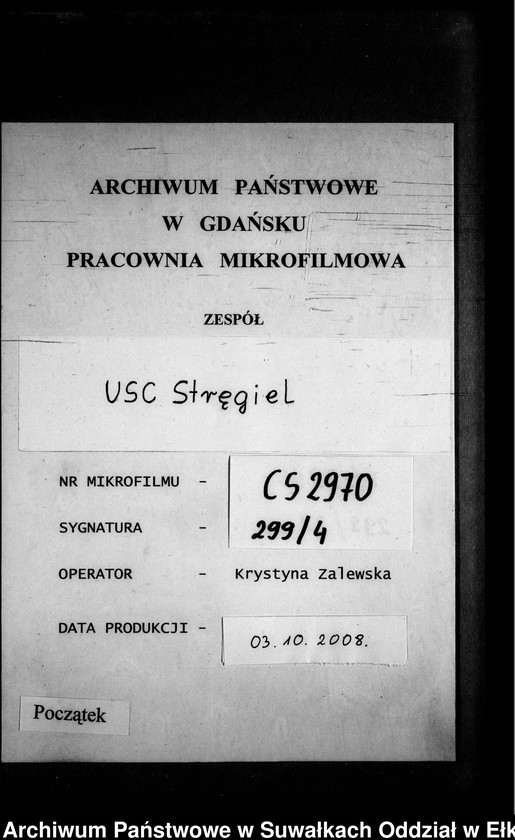 ARCHIWUM PAŃSTWOWE
W GDAŃSKU
PRACOWNIA MIKROFILMOWA
ZESPÓŁ
USC Stręgiel
NR MIKROFILMU - CS 2970
SYGNATURA - 299/4
OPERATOR - Krystyna Zalewska
DATA PRODUKCJI - 03.10.2008.
Początek
Archiwum Państwowe w Suwałkach Oddział w Ełk